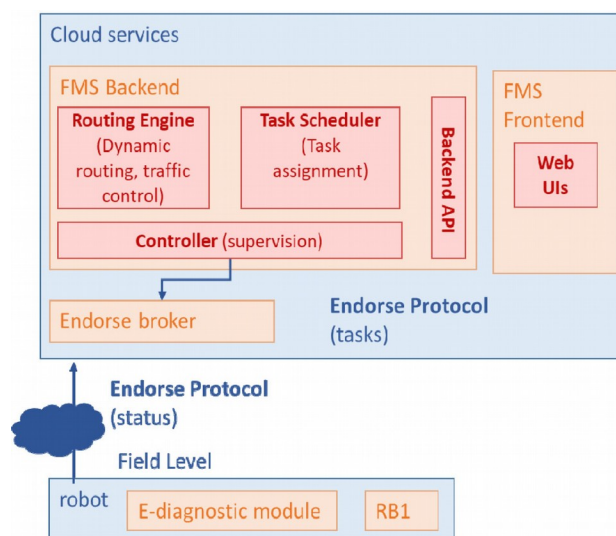 Cloud services
FMS Backend
Routing Engine
(Dynamic
routing, traffic
control)
Task Scheduler
(Task
assignment)
Backend API
Controller (supervision)
FMS
Frontend
Web
UIs
Endorse broker
Endorse Protocol
(tasks)
Endorse Protocol
(status)
Field Level
robot
E-diagnostic module
RB1